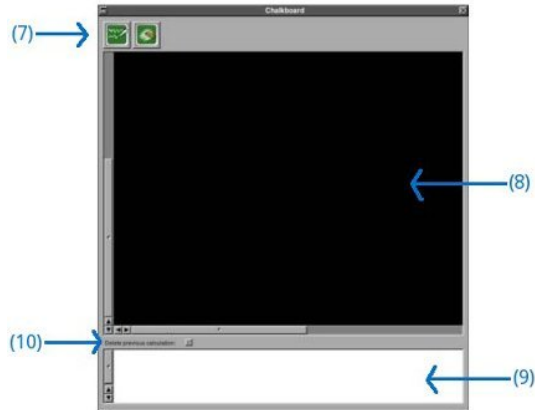 Chalkboard
(7)
(8)
Delete previous calculation:
(10)
(9)